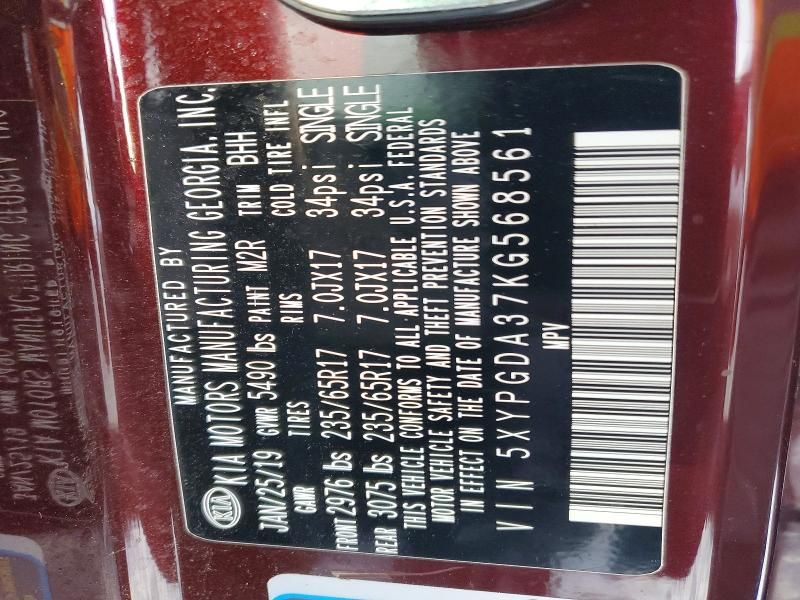 MANUFACTURED BY
KIA KIA MOTORS MANUFACTURING GEORGIA, INC.
JAN/25/19 GVWR 5490 lbs PAINT M2R TRIM BHH
GAWR TIRES RIMS COLD TIRE INFL
FRONT 2976 lbs 235/65R17 7.0JX17 34psi SINGLE
REAR 3075 lbs 235/65R17 7.0JX17 34psi SINGLE
THIS VEHICLE CONFORMS TO ALL APPLICABLE U.S.A. FEDERAL
MOTOR VEHICLE SAFETY AND THEFT PREVENTION STANDARDS
IN EFFECT ON THE DATE OF MANUFACTURE SHOWN ABOVE
VIN 5XYPGDA37KG568561
MPV